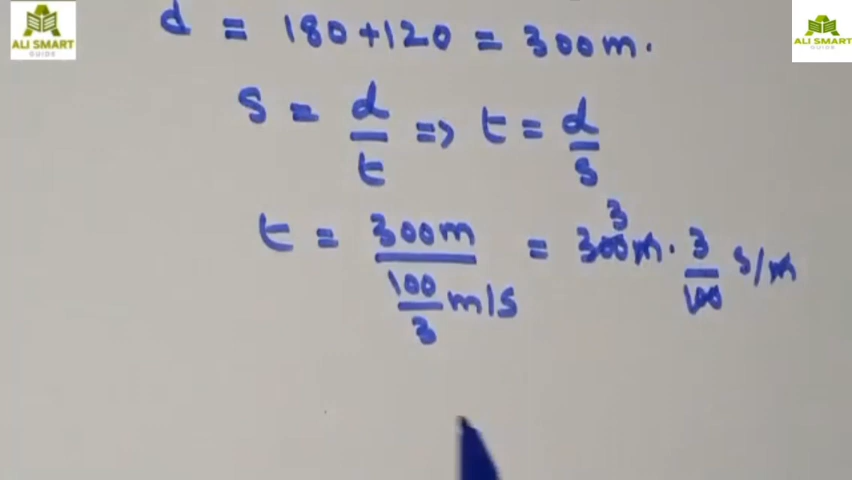 ALI SMART
GUIDE
ALI SMART
GUIDE
d = 180 + 120 = 300m.
s = d/t => t = d/s
t = 300m / (100/3 m/s) = 300m. 3 3/100 s/m